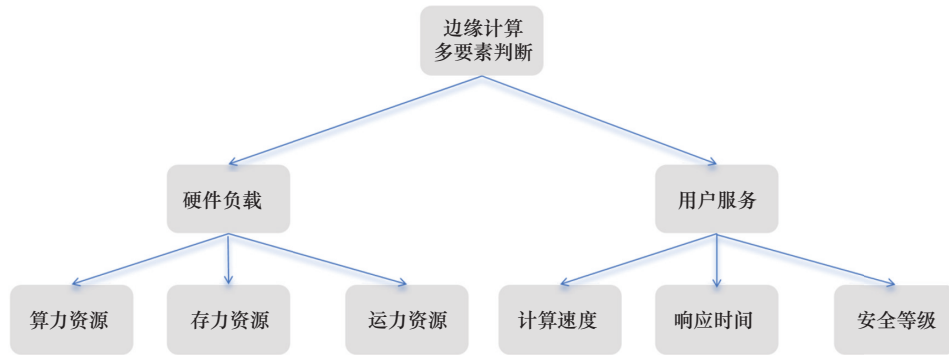 边缘计算
多要素判断
硬件负载
用户服务
算力资源
存力资源
运力资源
计算速度
响应时间
安全等级